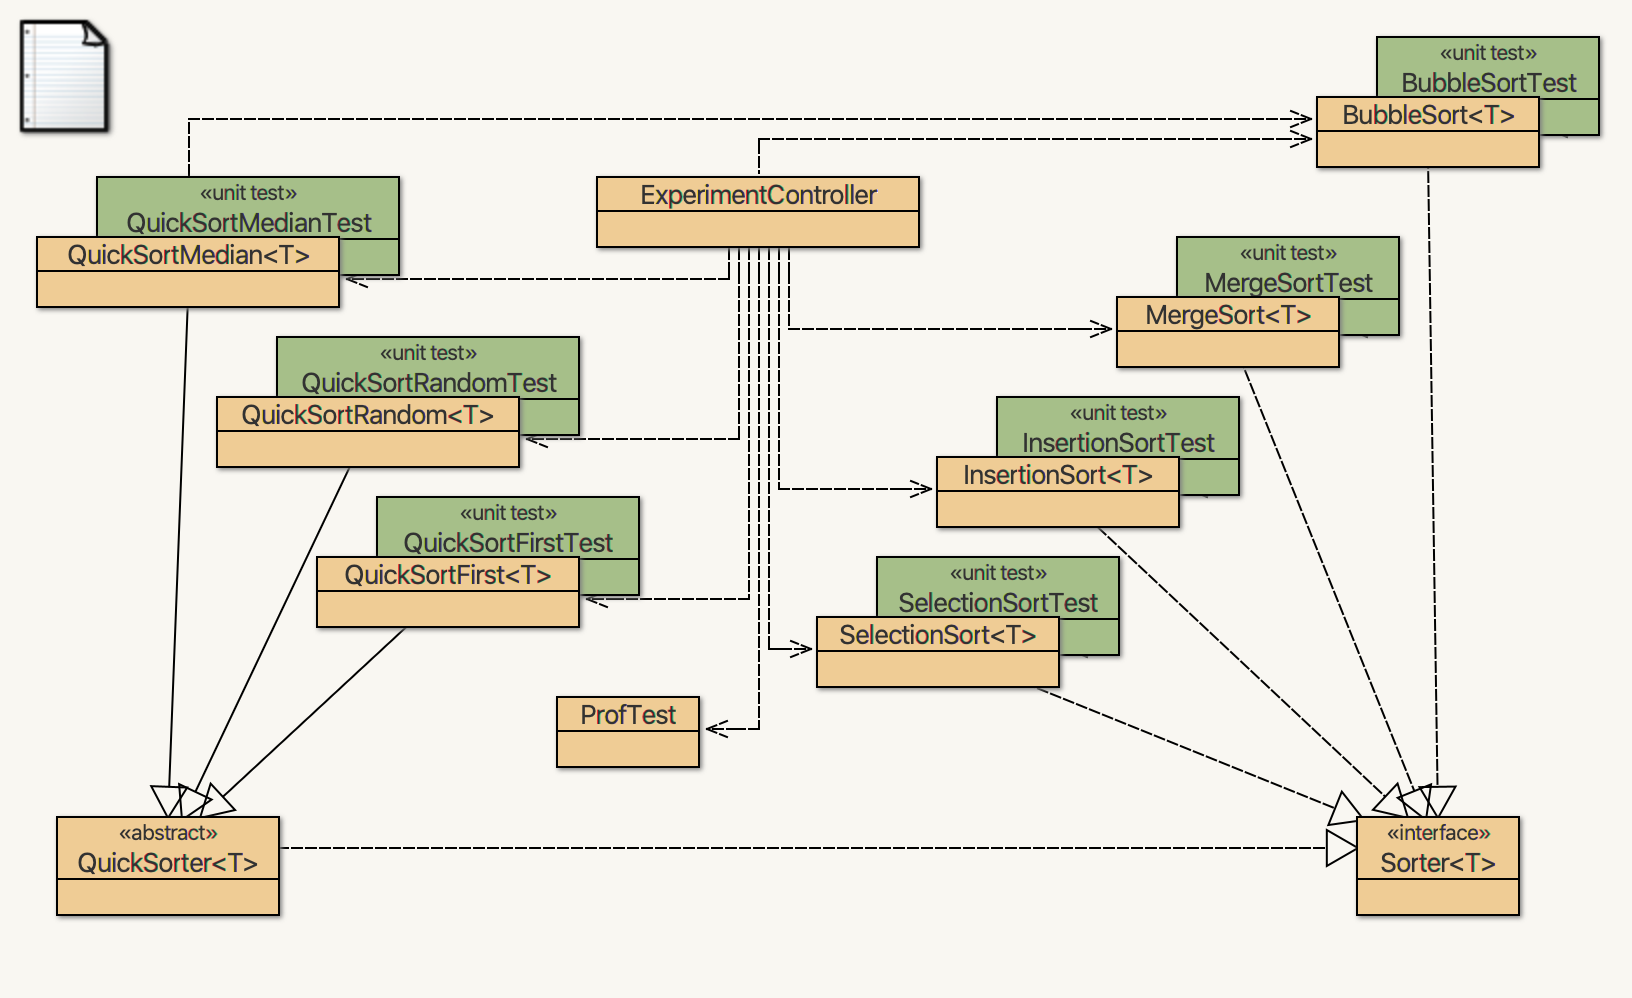 «unit test»
BubbleSortTest
BubbleSort<T>
«unit test»
QuickSortMedianTest
QuickSortMedian<T>
ExperimentController
«unit test»
MergeSortTest
MergeSort<T>
«unit test»
QuickSortRandomTest
QuickSortRandom<T>
«unit test»
InsertionSortTest
InsertionSort<T>
«unit test»
QuickSortFirstTest
QuickSortFirst<T>
«unit test»
SelectionSortTest
SelectionSort<T>
ProfTest
«abstract»
QuickSorter<T>
«interface»
Sorter<T>